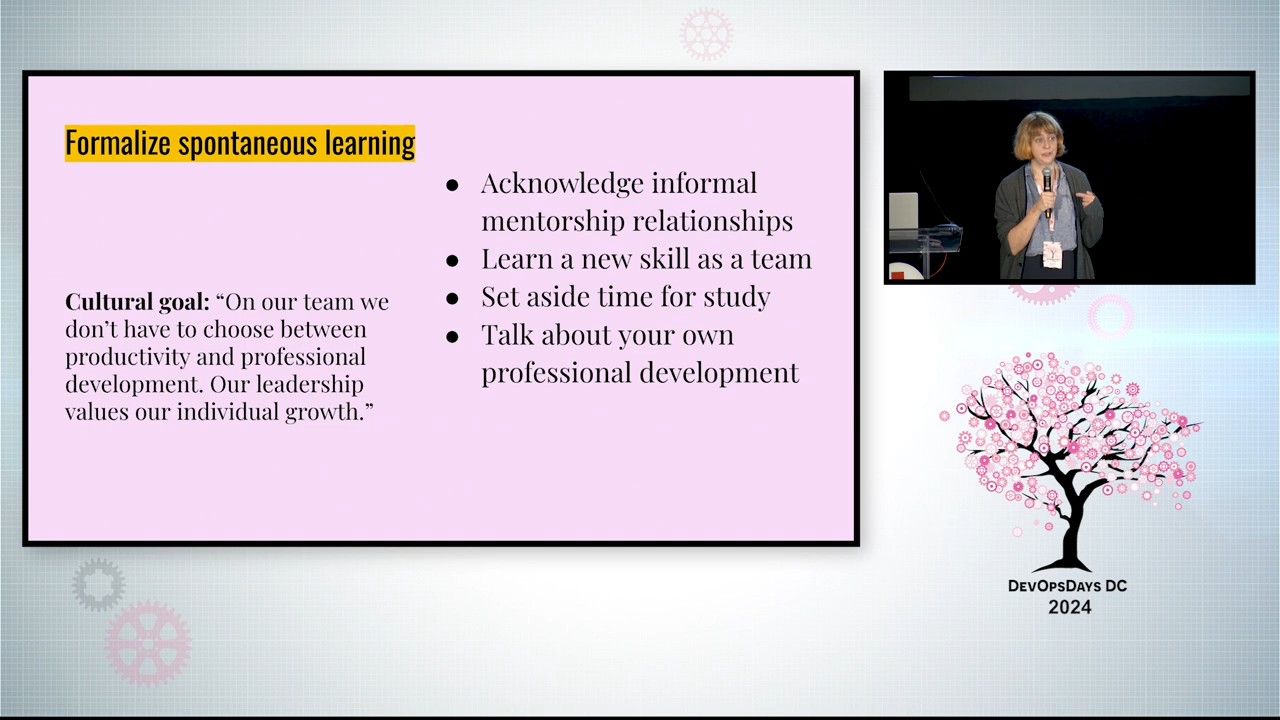 Formalize spontaneous learning
Cultural goal: “On our team we
don’t have to choose between
productivity and professional
development. Our leadership
values our individual growth.”
● Acknowledge informal
mentorship relationships
● Learn a new skill as a team
● Set aside time for study
● Talk about your own
professional development
DevOpsDays DC
2024